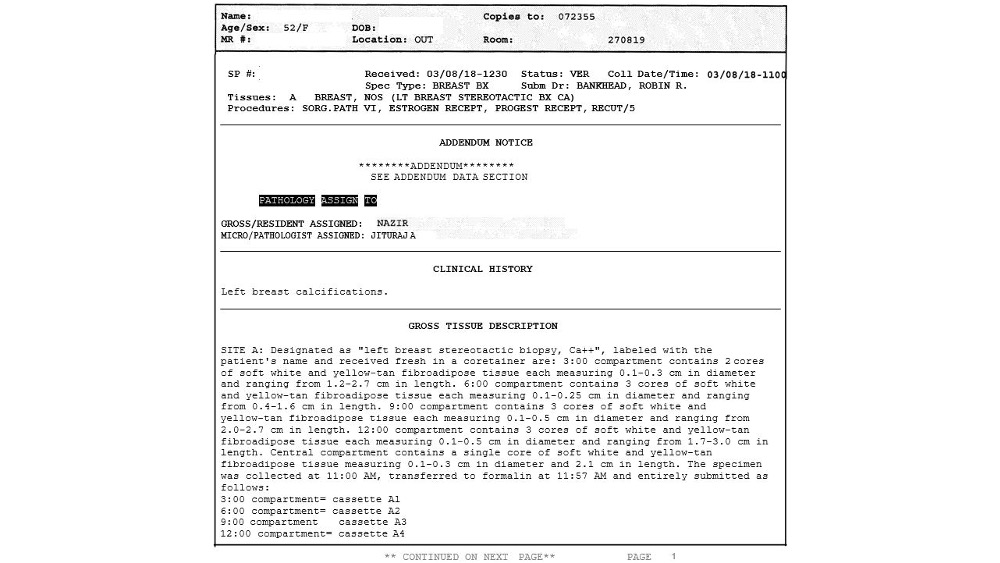 Name: Copies to: 072355
Age/Sex: 52/F DOB:
MR #: Location: OUT Room: 270819
SP #: Received: 03/08/18-1230 Status: VER Coll Date/Time: 03/08/18-1100
Spec Type: BREAST BX Subm Dr: BANKHEAD, ROBIN R.
Tissues: A BREAST, NOS (LT BREAST STEREOTACTIC BX CA)
Procedures: SORG.PATH VI, ESTROGEN RECEPT, PROGEST RECEPT, RECUT/5
ADDENDUM NOTICE
********ADDENDUM********
SEE ADDENDUM DATA SECTION
PATHOLOGY ASSIGN TO
GROSS/RESIDENT ASSIGNED: NAZIR
MICRO/PATHOLOGIST ASSIGNED: JITURAJA
CLINICAL HISTORY
Left breast calcifications.
GROSS TISSUE DESCRIPTION
SITE A: Designated as "left breast stereotactic biopsy, Ca++", labeled with the
patient's name and received fresh in a coretainer are: 3:00 compartment contains 2 cores
of soft white and yellow-tan fibroadipose tissue each measuring 0.1-0.3 cm in diameter
and ranging from 1.2-2.7 cm in length. 6:00 compartment contains 3 cores of soft white
and yellow-tan fibroadipose tissue each measuring 0.1-0.25 cm in diameter and ranging
from 0.4-1.6 cm in length. 9:00 compartment contains 3 cores of soft white and
yellow-tan fibroadipose tissue each measuring 0.1-0.5 cm in diameter and ranging from
2.0-2.7 cm in length. 12:00 compartment contains 3 cores of soft white and yellow-tan
fibroadipose tissue each measuring 0.1-0.5 cm in diameter and ranging from 1.7-3.0 cm in
length. Central compartment contains a single core of soft white and yellow-tan
fibroadipose tissue measuring 0.1-0.3 cm in diameter and 2.1 cm in length. The specimen
was collected at 11:00 AM, transferred to formalin at 11:57 AM and entirely submitted as
follows:
3:00 compartment= cassette A1
6:00 compartment= cassette A2
9:00 compartment cassette A3
12:00 compartment= cassette A4
** CONTINUED ON NEXT PAGE** PAGE 1